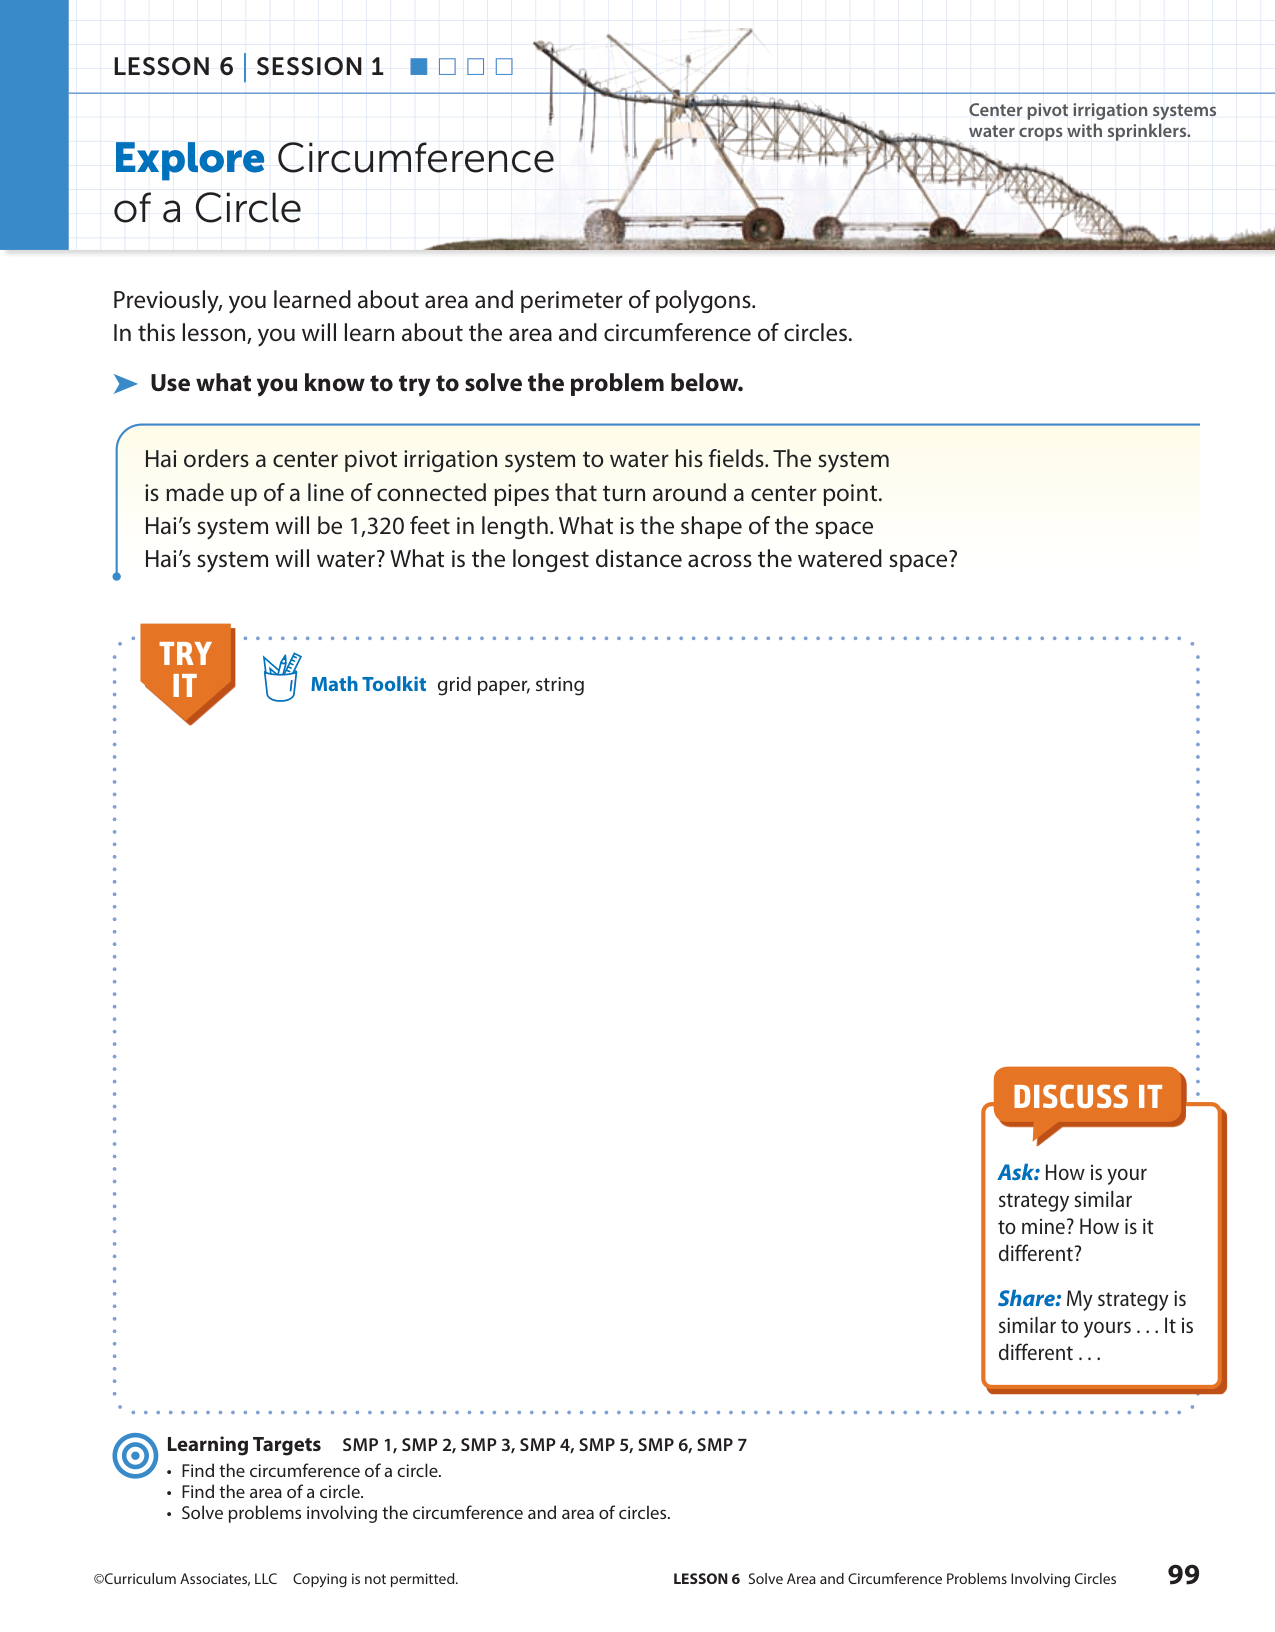 LESSON 6 | SESSION 1
Center pivot irrigation systems
water crops with sprinklers.
Explore Circumference
of a Circle
Previously, you learned about area and perimeter of polygons.
In this lesson, you will learn about the area and circumference of circles.
Use what you know to try to solve the problem below.
Hai orders a center pivot irrigation system to water his fields. The system
is made up of a line of connected pipes that turn around a center point.
Hai’s system will be 1,320 feet in length. What is the shape of the space
Hai’s system will water? What is the longest distance across the watered space?
TRY
IT
Math Toolkit grid paper, string
DISCUSS IT
Ask: How is your
strategy similar
to mine? How is it
different?
Share: My strategy is
similar to yours . . . It is
different . . .
Learning Targets SMP 1, SMP 2, SMP 3, SMP 4, SMP 5, SMP 6, SMP 7
• Find the circumference of a circle.
• Find the area of a circle.
• Solve problems involving the circumference and area of circles.
©Curriculum Associates, LLC Copying is not permitted.
LESSON 6 Solve Area and Circumference Problems Involving Circles 99